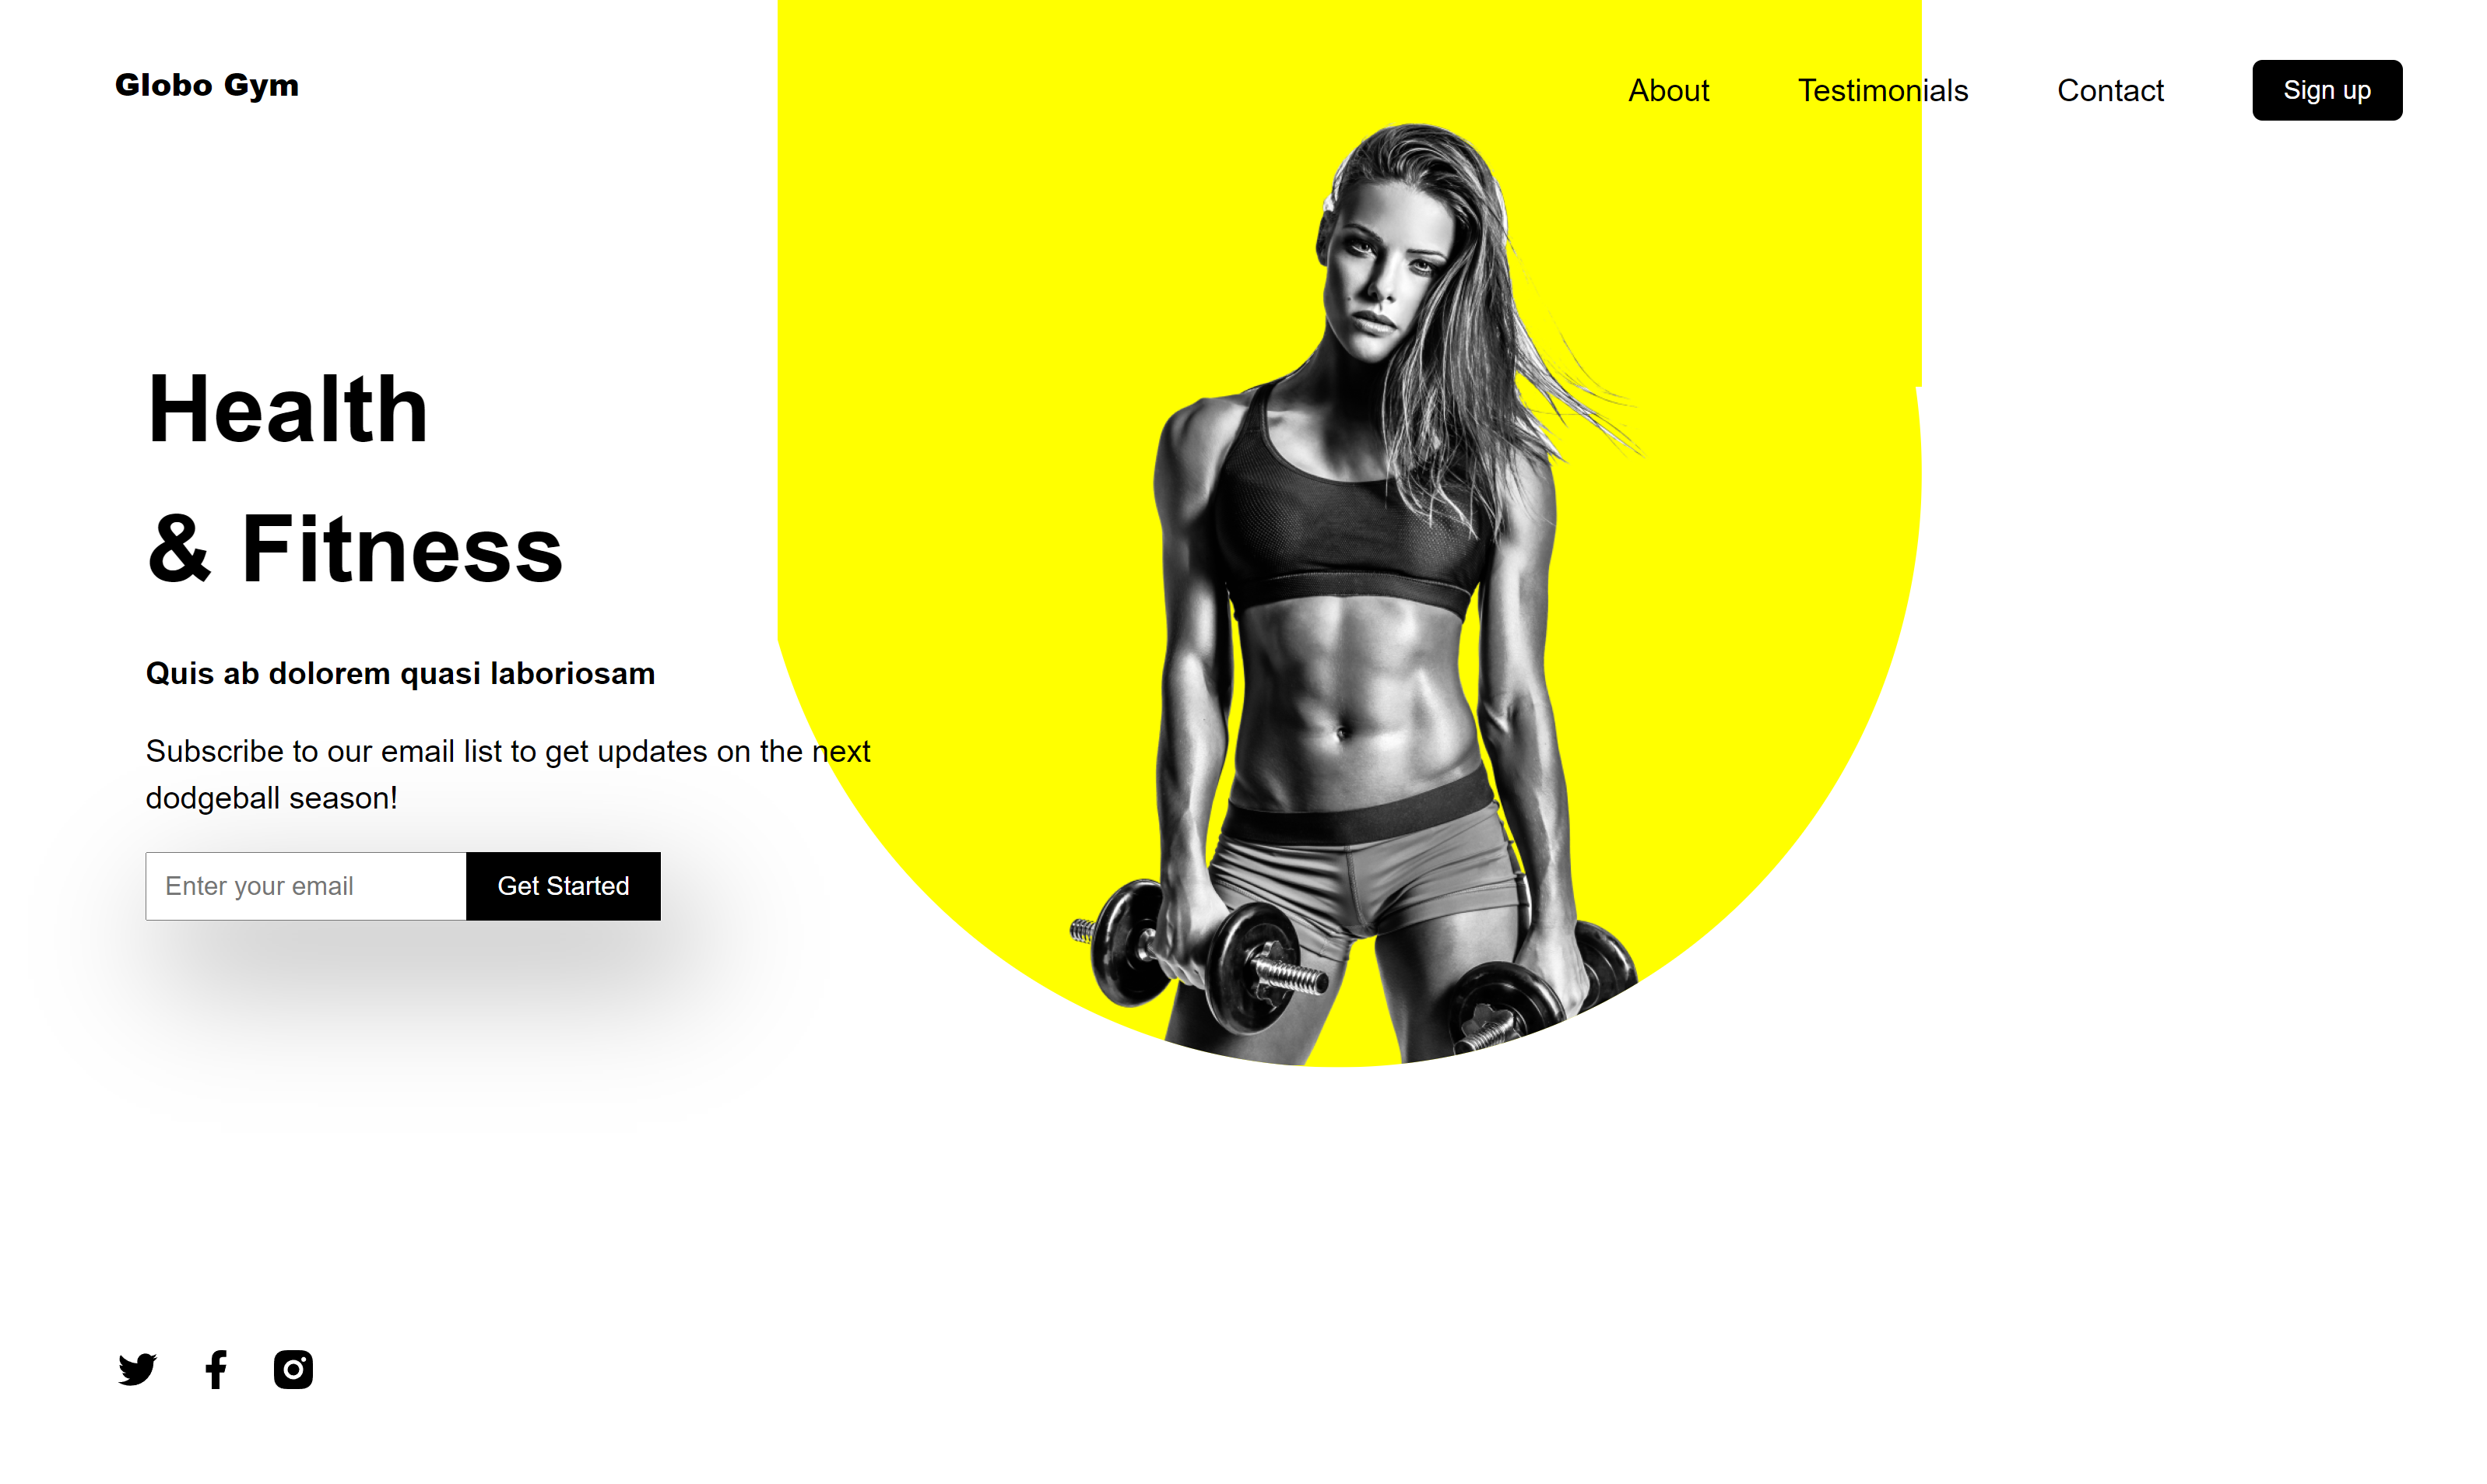 Globo Gym
About Testimonials Contact Sign up
Health
& Fitness
Quis ab dolorem quasi laboriosam
Subscribe to our email list to get updates on the next
dodgeball season!
Enter your email Get Started